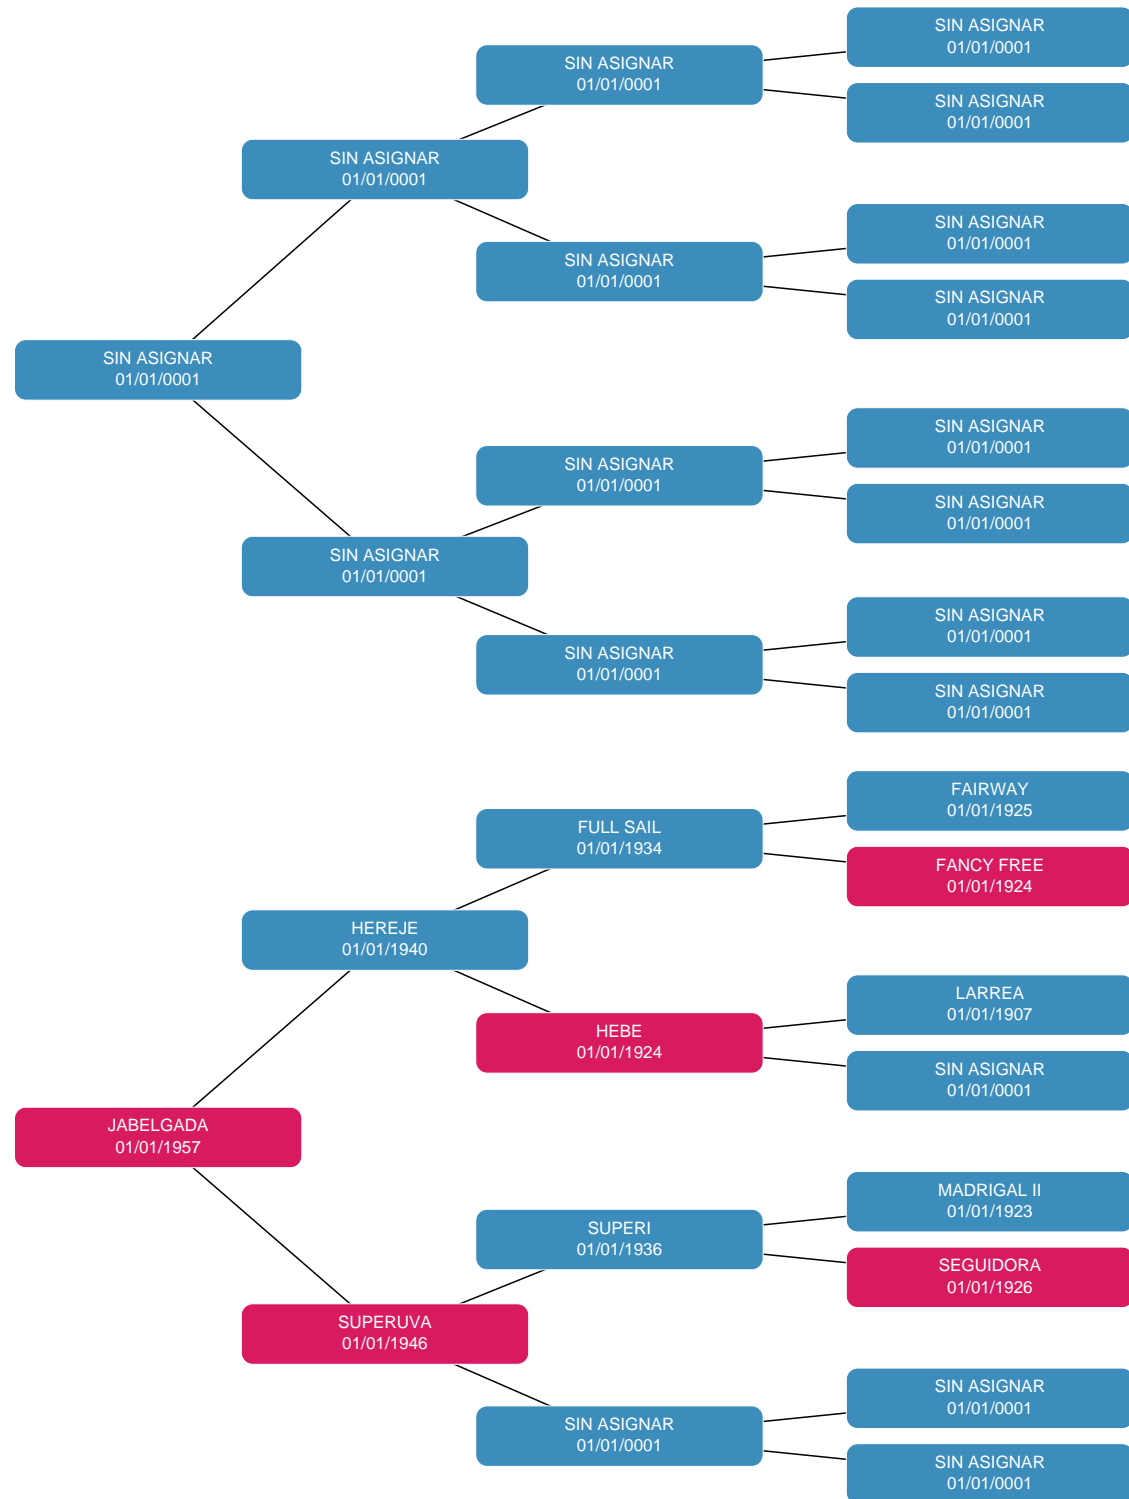 SIN ASIGNAR
01/01/0001
SIN ASIGNAR
01/01/0001
SIN ASIGNAR
01/01/0001
SIN ASIGNAR
01/01/0001
SIN ASIGNAR
01/01/0001
SIN ASIGNAR
01/01/0001
SIN ASIGNAR
01/01/0001
SIN ASIGNAR
01/01/0001
SIN ASIGNAR
01/01/0001
SIN ASIGNAR
01/01/0001
SIN ASIGNAR
01/01/0001
SIN ASIGNAR
01/01/0001
SIN ASIGNAR
01/01/0001
SIN ASIGNAR
01/01/0001
SIN ASIGNAR
01/01/0001
FAIRWAY
01/01/1925
FULL SAIL
01/01/1934
FANCY FREE
01/01/1924
HEREJE
01/01/1940
LARREA
01/01/1907
HEBE
01/01/1924
SIN ASIGNAR
01/01/0001
JABELGADA
01/01/1957
MADRIGAL II
01/01/1923
SUPERI
01/01/1936
SEGUIDORA
01/01/1926
SUPERUVA
01/01/1946
SIN ASIGNAR
01/01/0001
SIN ASIGNAR
01/01/0001
SIN ASIGNAR
01/01/0001